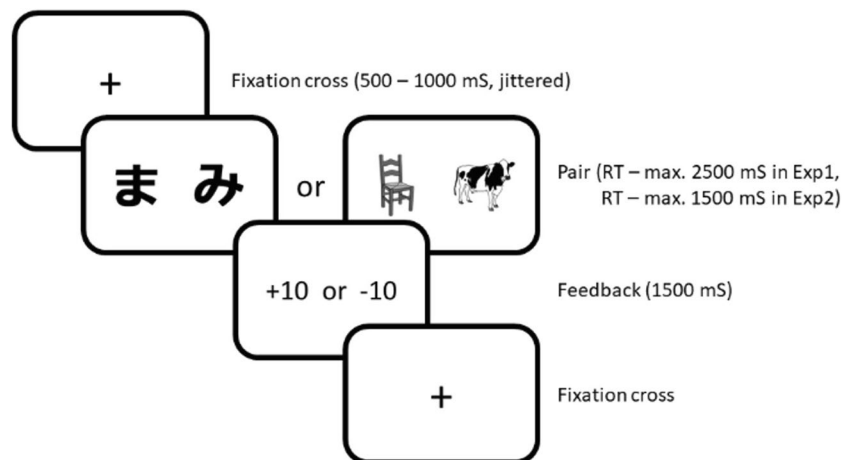 +
Fixation cross (500 – 1000 mS, jittered)
ま み
or
Pair (RT – max. 2500 mS in Exp1,
RT – max. 1500 mS in Exp2)
+10 or -10
Feedback (1500 mS)
+
Fixation cross